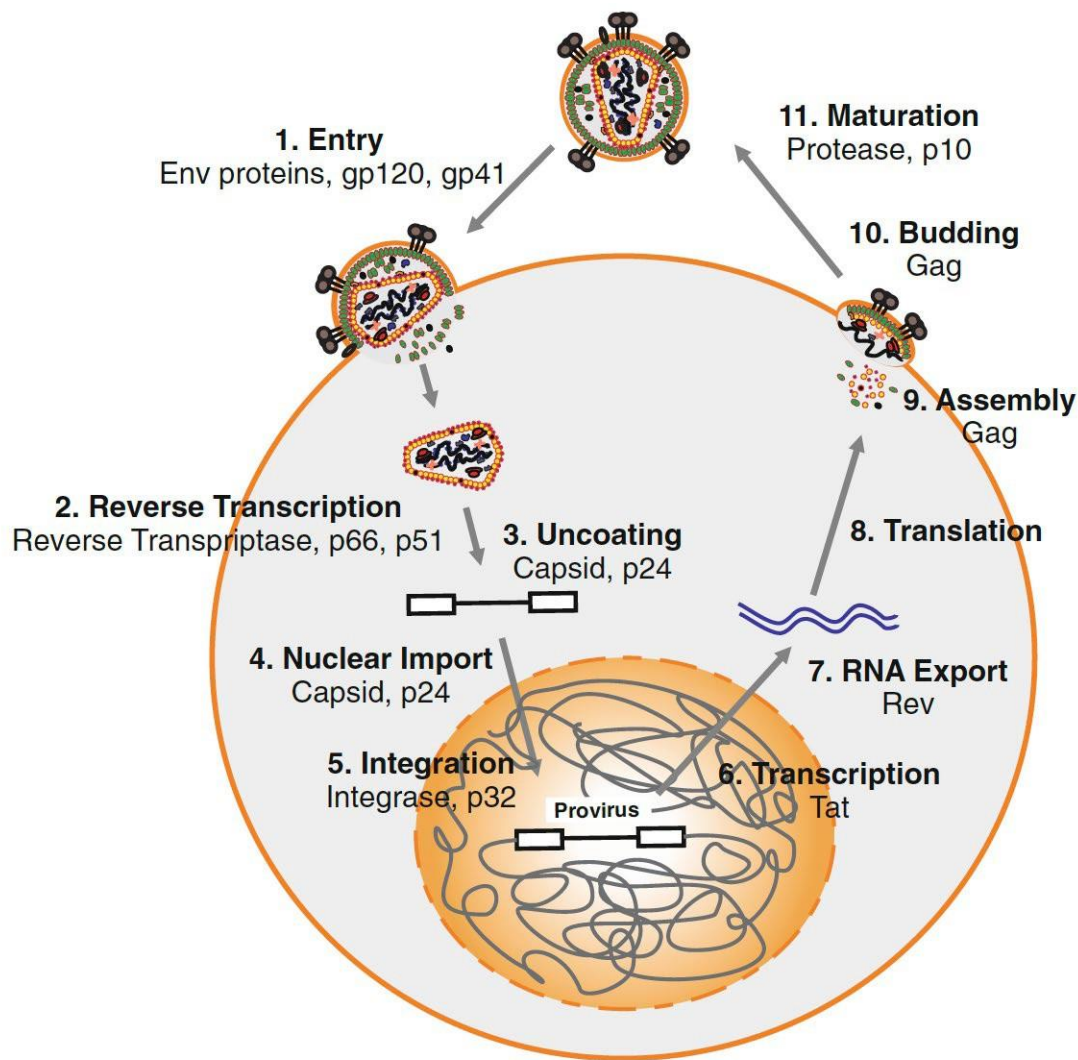 1. Entry
Env proteins, gp120, gp41
2. Reverse Transcription
Reverse Transpriptase, p66, p51
3. Uncoating
Capsid, p24
4. Nuclear Import
Capsid, p24
5. Integration
Integrase, p32
Provirus
6. Transcription
Tat
7. RNA Export
Rev
8. Translation
9. Assembly
Gag
10. Budding
Gag
11. Maturation
Protease, p10